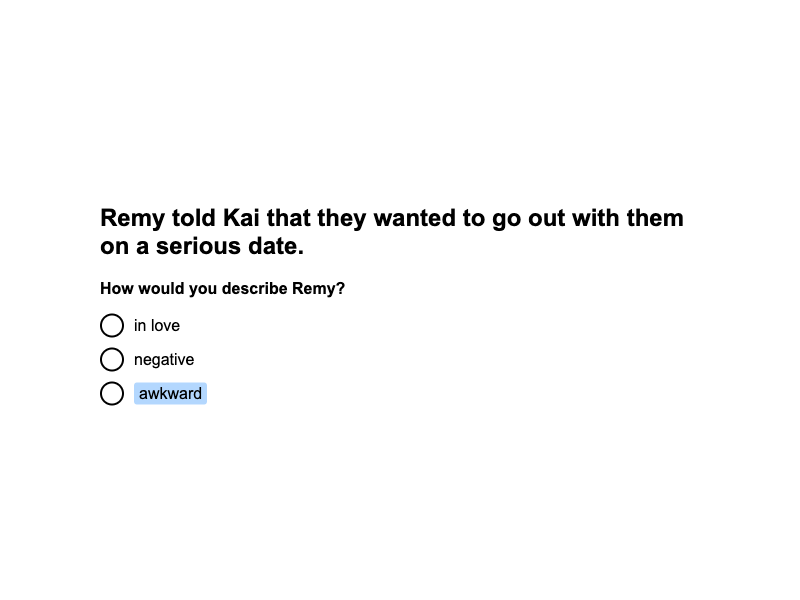 Remy told Kai that they wanted to go out with them
on a serious date.
How would you describe Remy?
in love
negative
awkward